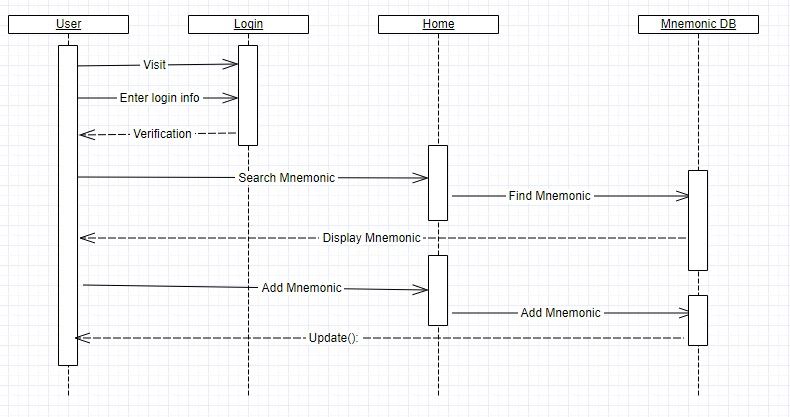 User
Login
Home
Mnemonic DB
Visit
Enter login info
Verification
Search Mnemonic
Find Mnemonic
Display Mnemonic
Add Mnemonic
Add Mnemonic
Update():